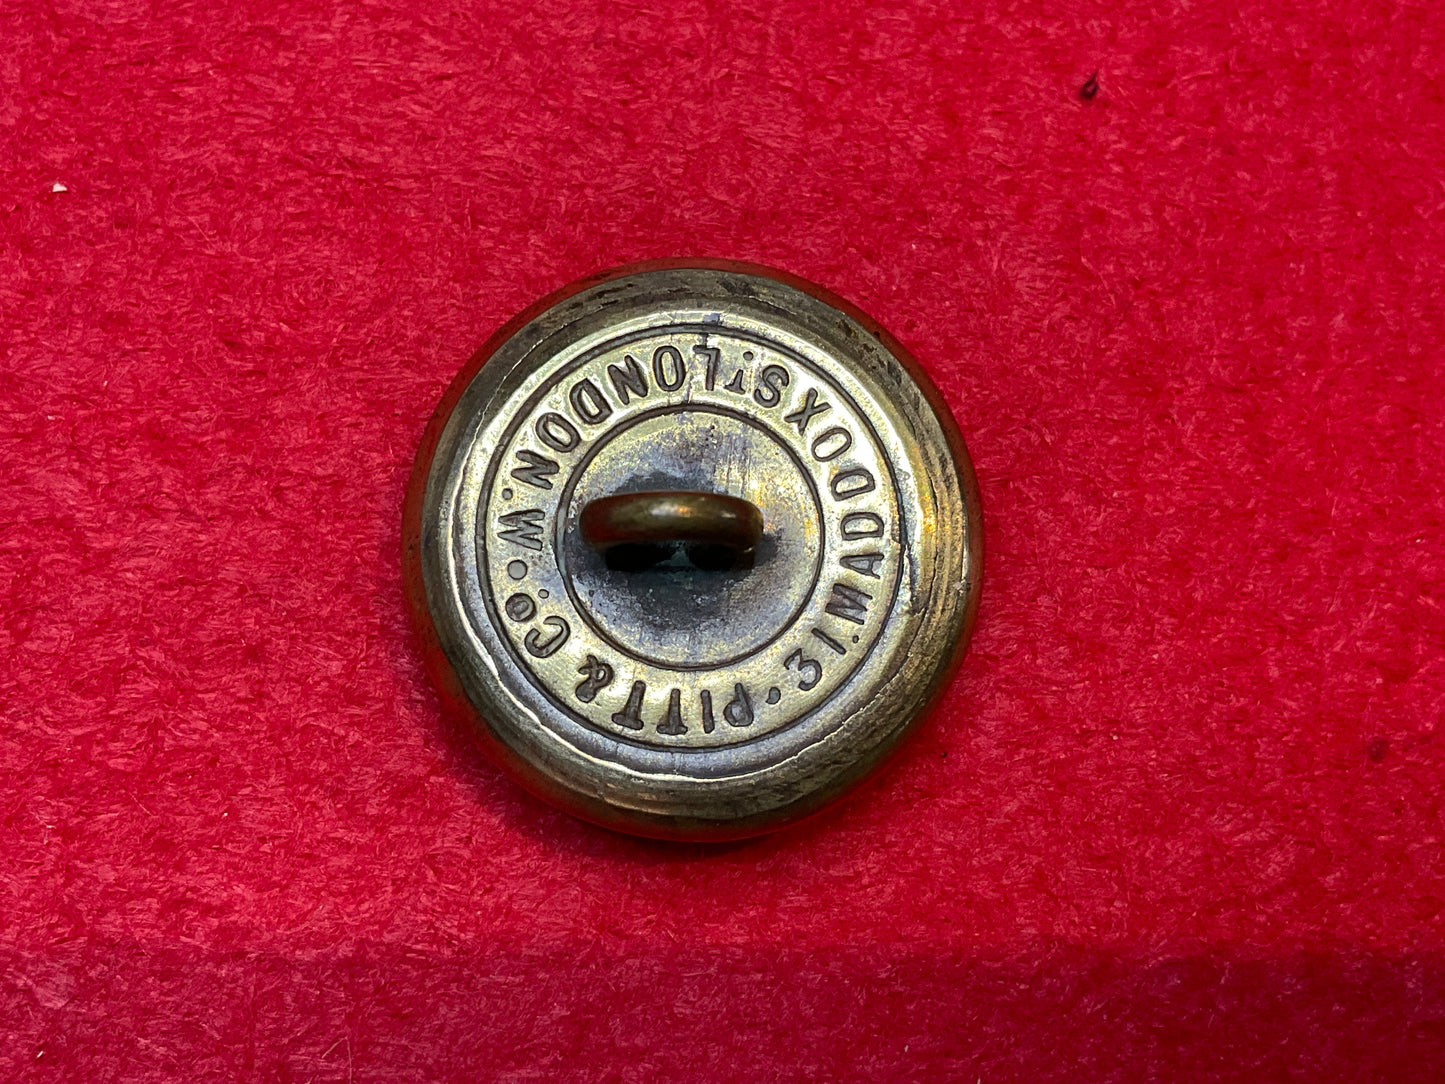 ·PITT & Co·
31.MADDOX ST. LONDON.W.